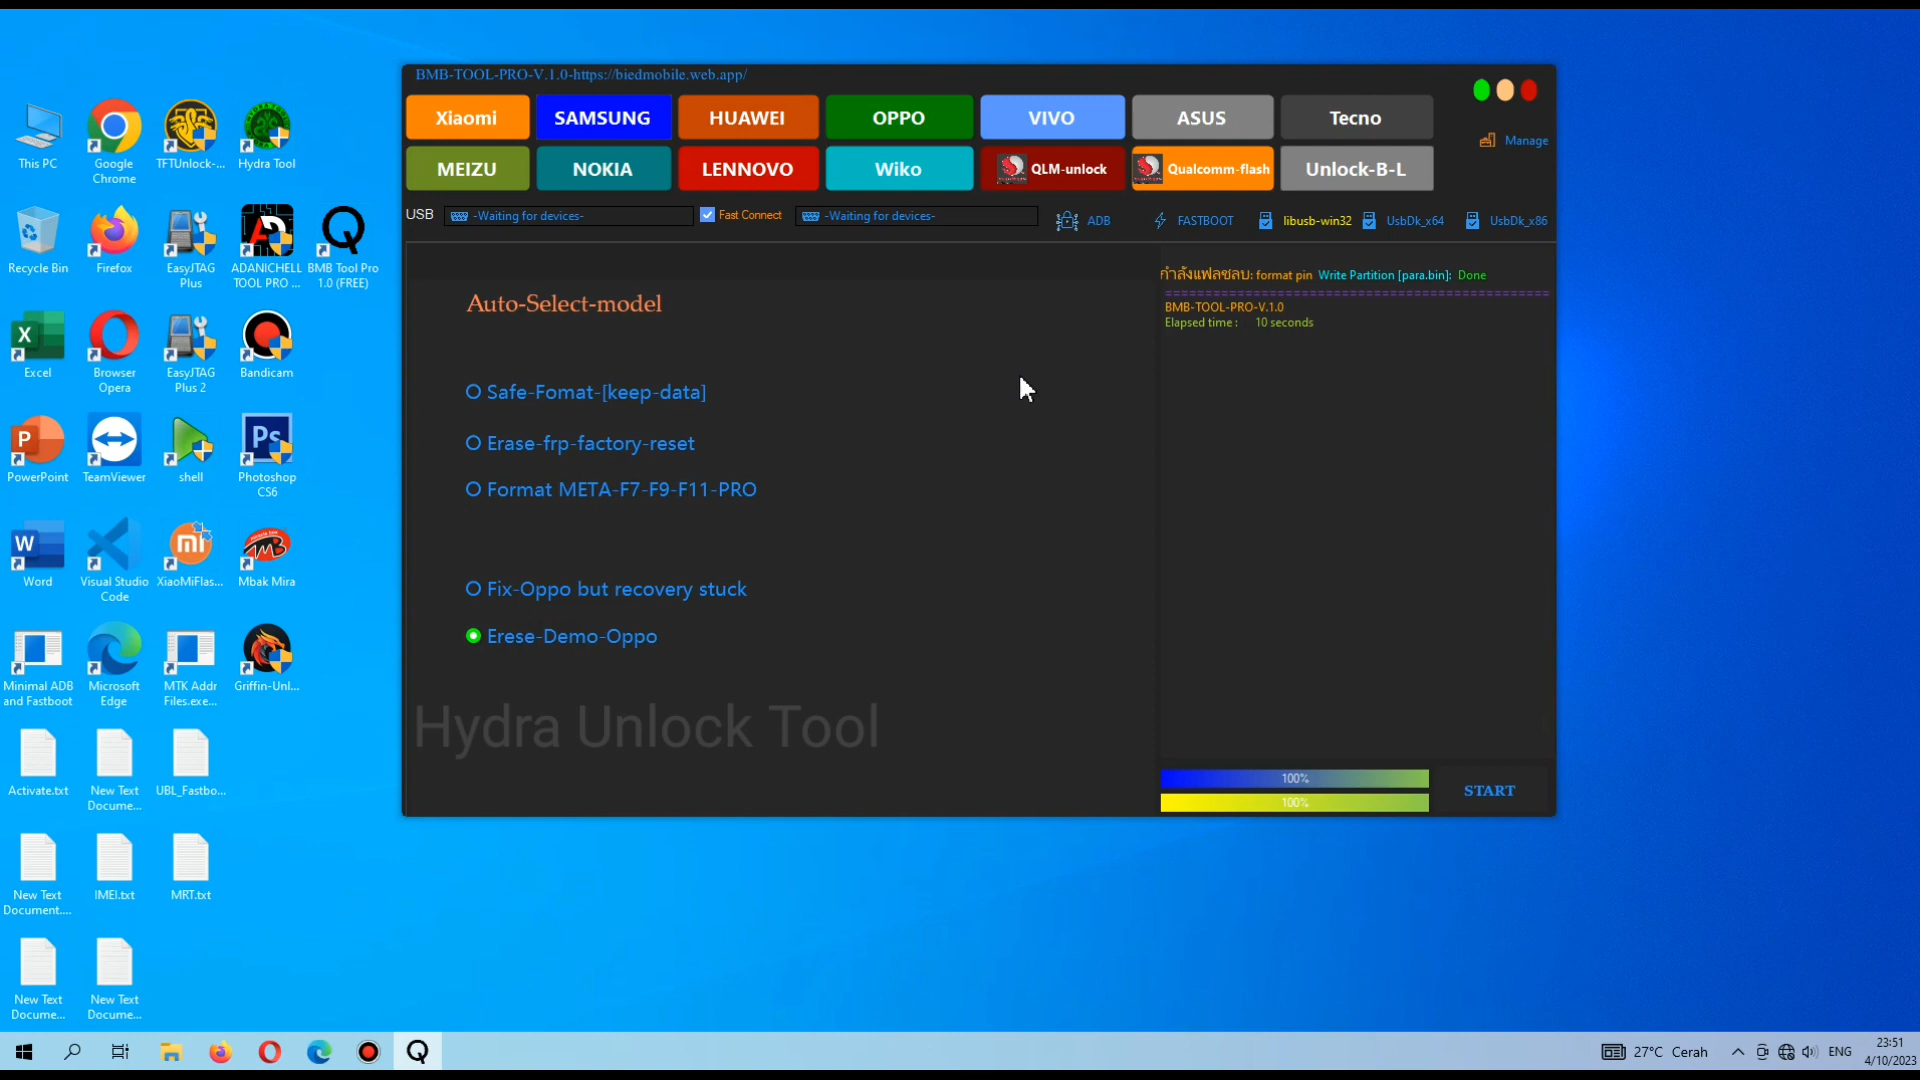 BMB-TOOL-PRO-V.1.0-https://biedmobile.web.app/
Xiaomi
SAMSUNG
HUAWEI
OPPO
VIVO
ASUS
Tecno
Manage
MEIZU
NOKIA
LENNOVO
Wiko
QLM-unlock
Qualcomm-flash
Unlock-B-L
USB
-Waiting for devices-
Fast Connect
-Waiting for devices-
ADB
FASTBOOT
libusb-win32
UsbDk_x64
UsbDk_x86
Auto-Select-model
Safe-Fomat-[keep-data]
Erase-frp-factory-reset
Format META-F7-F9-F11-PRO
Fix-Oppo but recovery stuck
Erese-Demo-Oppo
Hydra Unlock Tool
กำลังแฟลชลบ: format pin Write Partition [para.bin]: Done
==================================================
BMB-TOOL-PRO-V.1.0
Elapsed time : 10 seconds
100%
100%
START
This PC
Google
Chrome
TFTUnlock-...
Hydra Tool
Recycle Bin
Firefox
EasyJTAG
Plus
ADANICHELL
TOOL PRO ...
BMB Tool Pro
1.0 (FREE)
Excel
Browser
Opera
EasyJTAG
Plus 2
Bandicam
PowerPoint
TeamViewer
shell
Photoshop
CS6
Word
Visual Studio
Code
XiaoMiFlas...
Mbak Mira
Minimal ADB
and Fastboot
Microsoft
Edge
MTK Addr
Files.exe...
Griffin-Unl...
Activate.txt
New Text
Docume...
UBL_Fastbo...
New Text
Document....
IMEI.txt
MRT.txt
New Text
Docume...
New Text
Docume...
27°C Cerah
ENG
23:51
4/10/2023